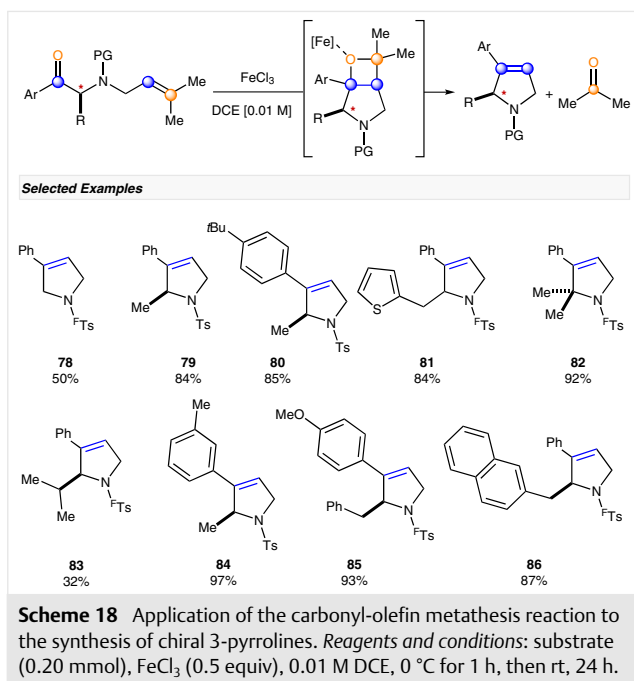 O
PG
Ar
N
*
R
Me
Me
FeCl3
DCE [0.01 M]
[Fe]
O
Me
Me
Ar
R
*
N
PG
Ar
R
*
N
PG
+
O
Me
Me
Selected Examples
Ph
N
FTs
78
50%
Ph
Me
N
Ts
79
84%
tBu
Me
N
Ts
80
85%
Ph
S
N
FTs
81
84%
Ph
Me
Me
N
FTs
82
92%
Ph
Me
Me
N
FTs
83
32%
Me
Me
N
Ts
84
97%
MeO
Ph
N
FTs
85
93%
Ph
N
FTs
86
87%
Scheme 18 Application of the carbonyl-olefin metathesis reaction to
the synthesis of chiral 3-pyrrolines. Reagents and conditions: substrate
(0.20 mmol), FeCl3 (0.5 equiv), 0.01 M DCE, 0 °C for 1 h, then rt, 24 h.